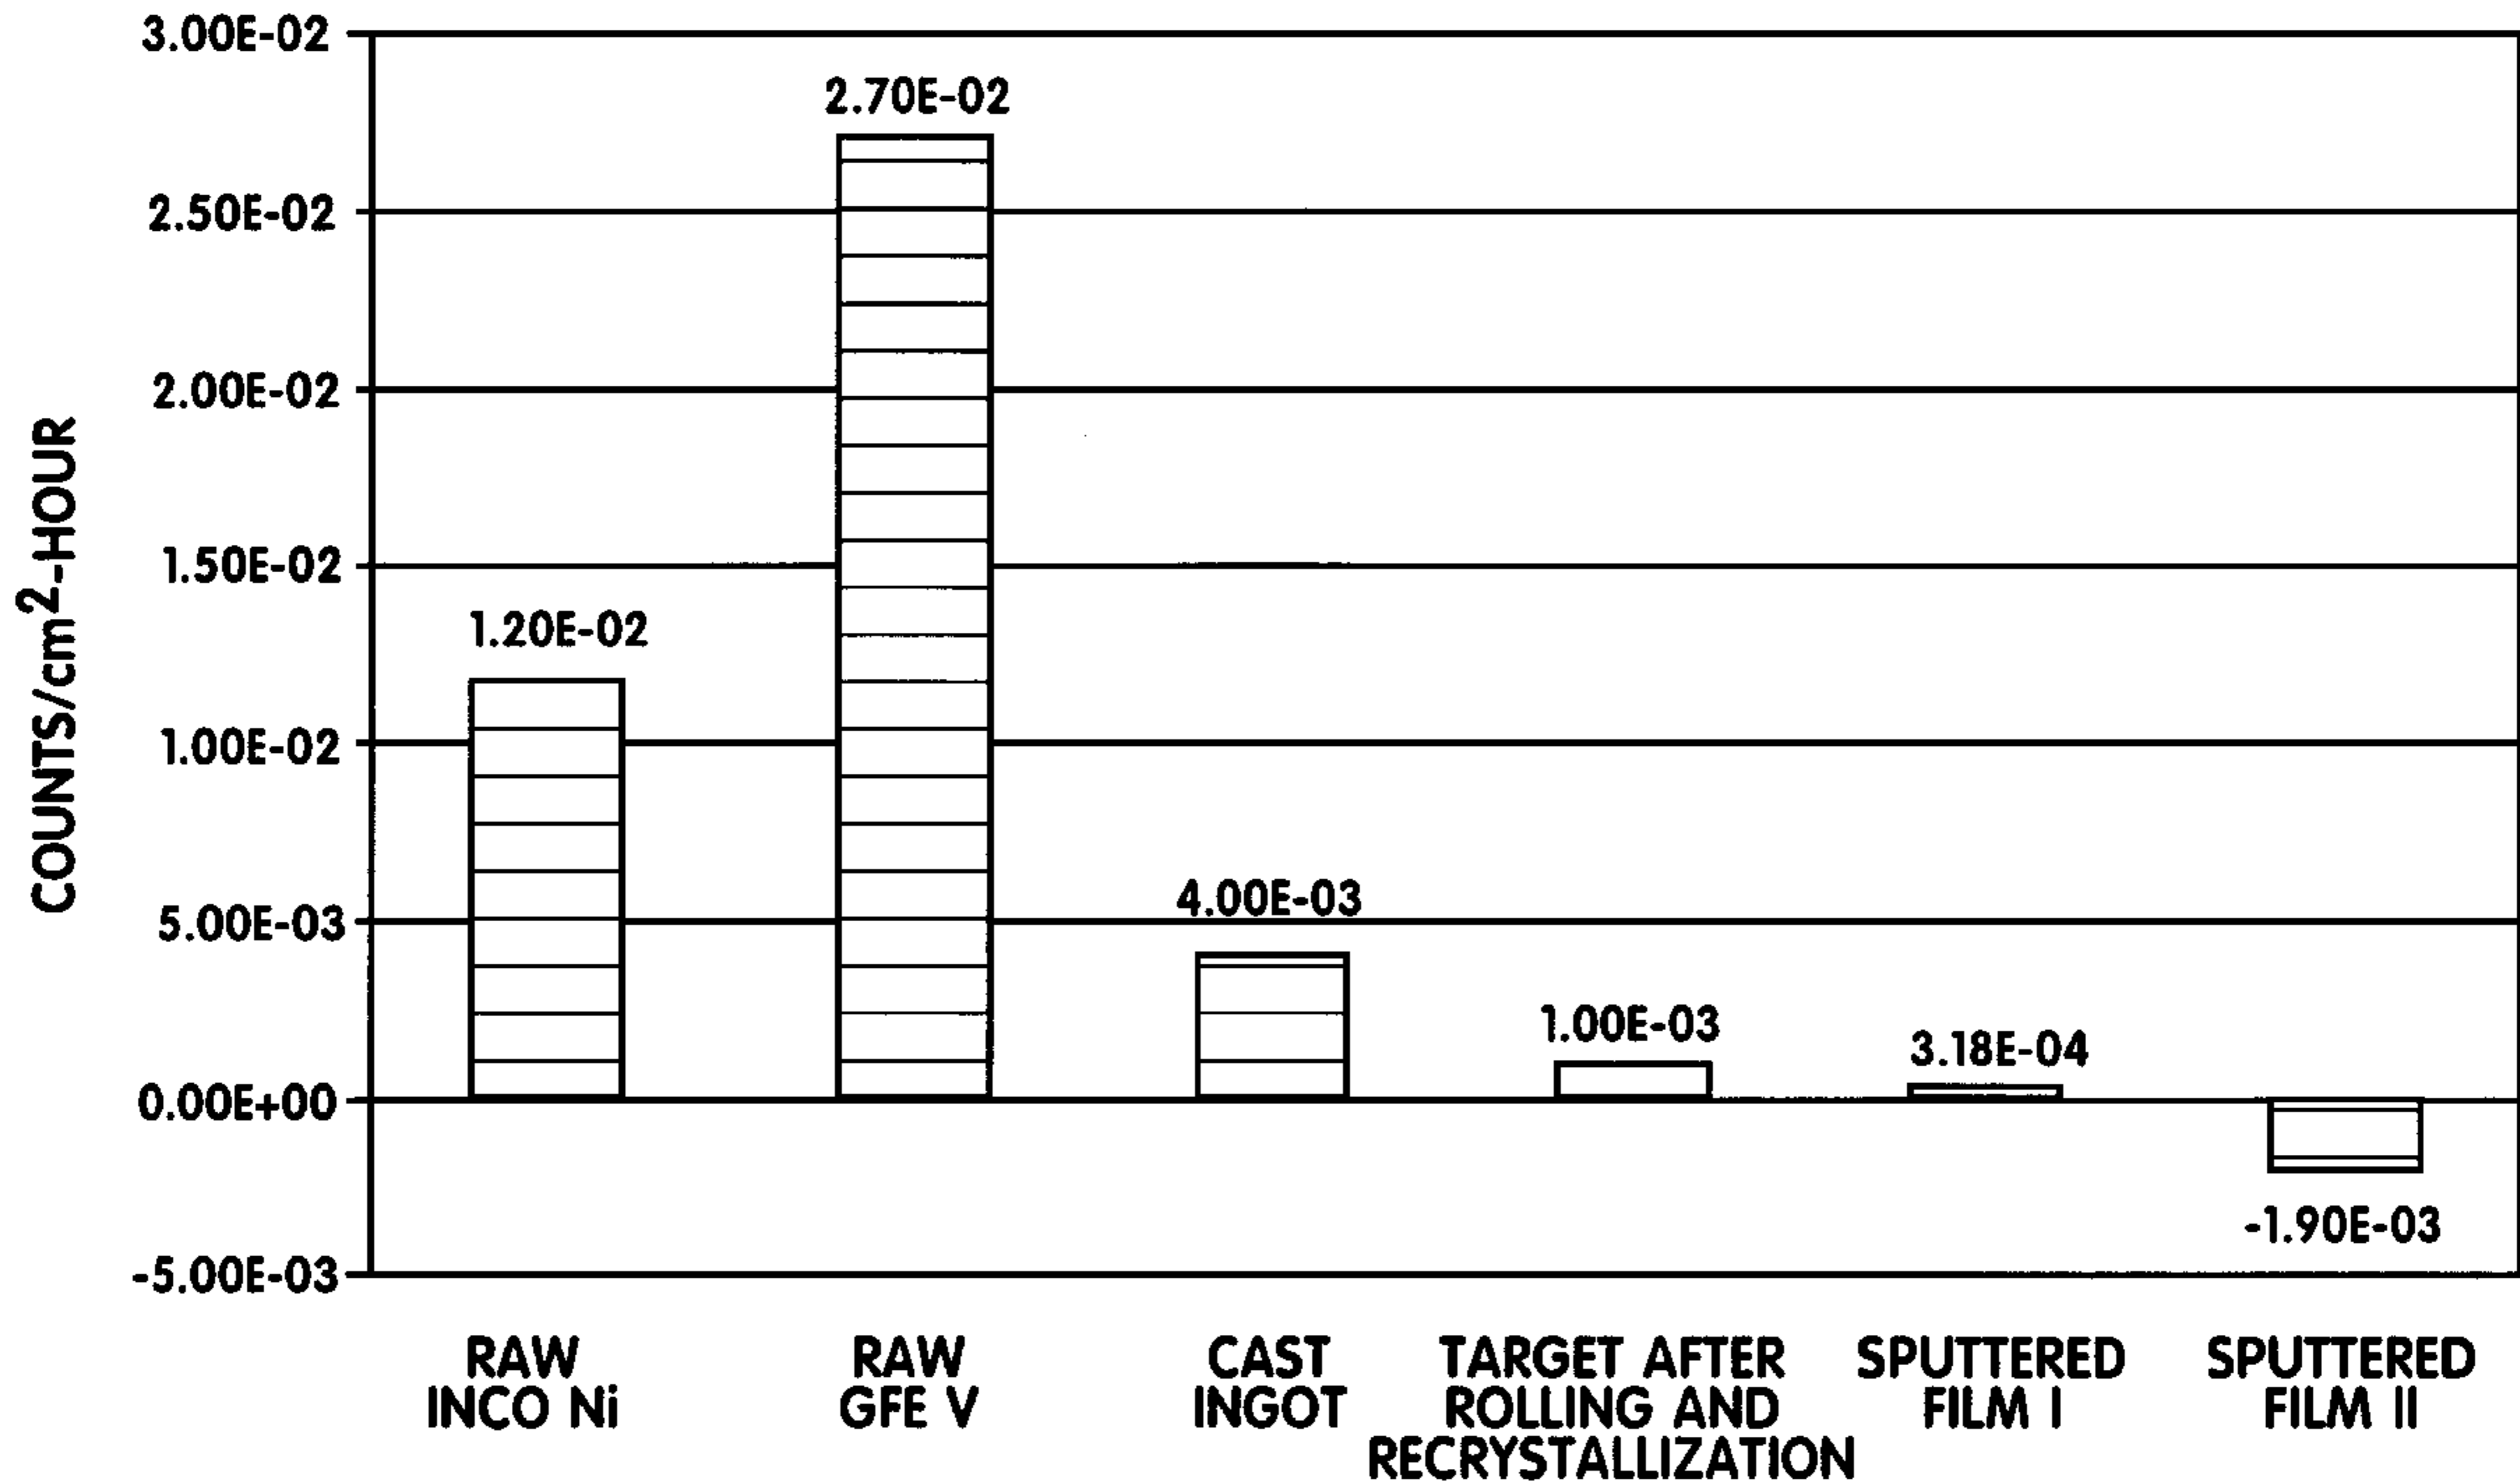 COUNTS/cm²-HOUR
3.00E-02
2.50E-02
2.00E-02
1.50E-02
1.00E-02
5.00E-03
0.00E+00
-5.00E-03
1.20E-02
2.70E-02
4.00E-03
1.00E-03
3.18E-04
-1.90E-03
RAW
INCO Ni
RAW
GFE V
CAST
INGOT
TARGET AFTER
ROLLING AND
RECRYSTALLIZATION
SPUTTERED
FILM I
SPUTTERED
FILM II